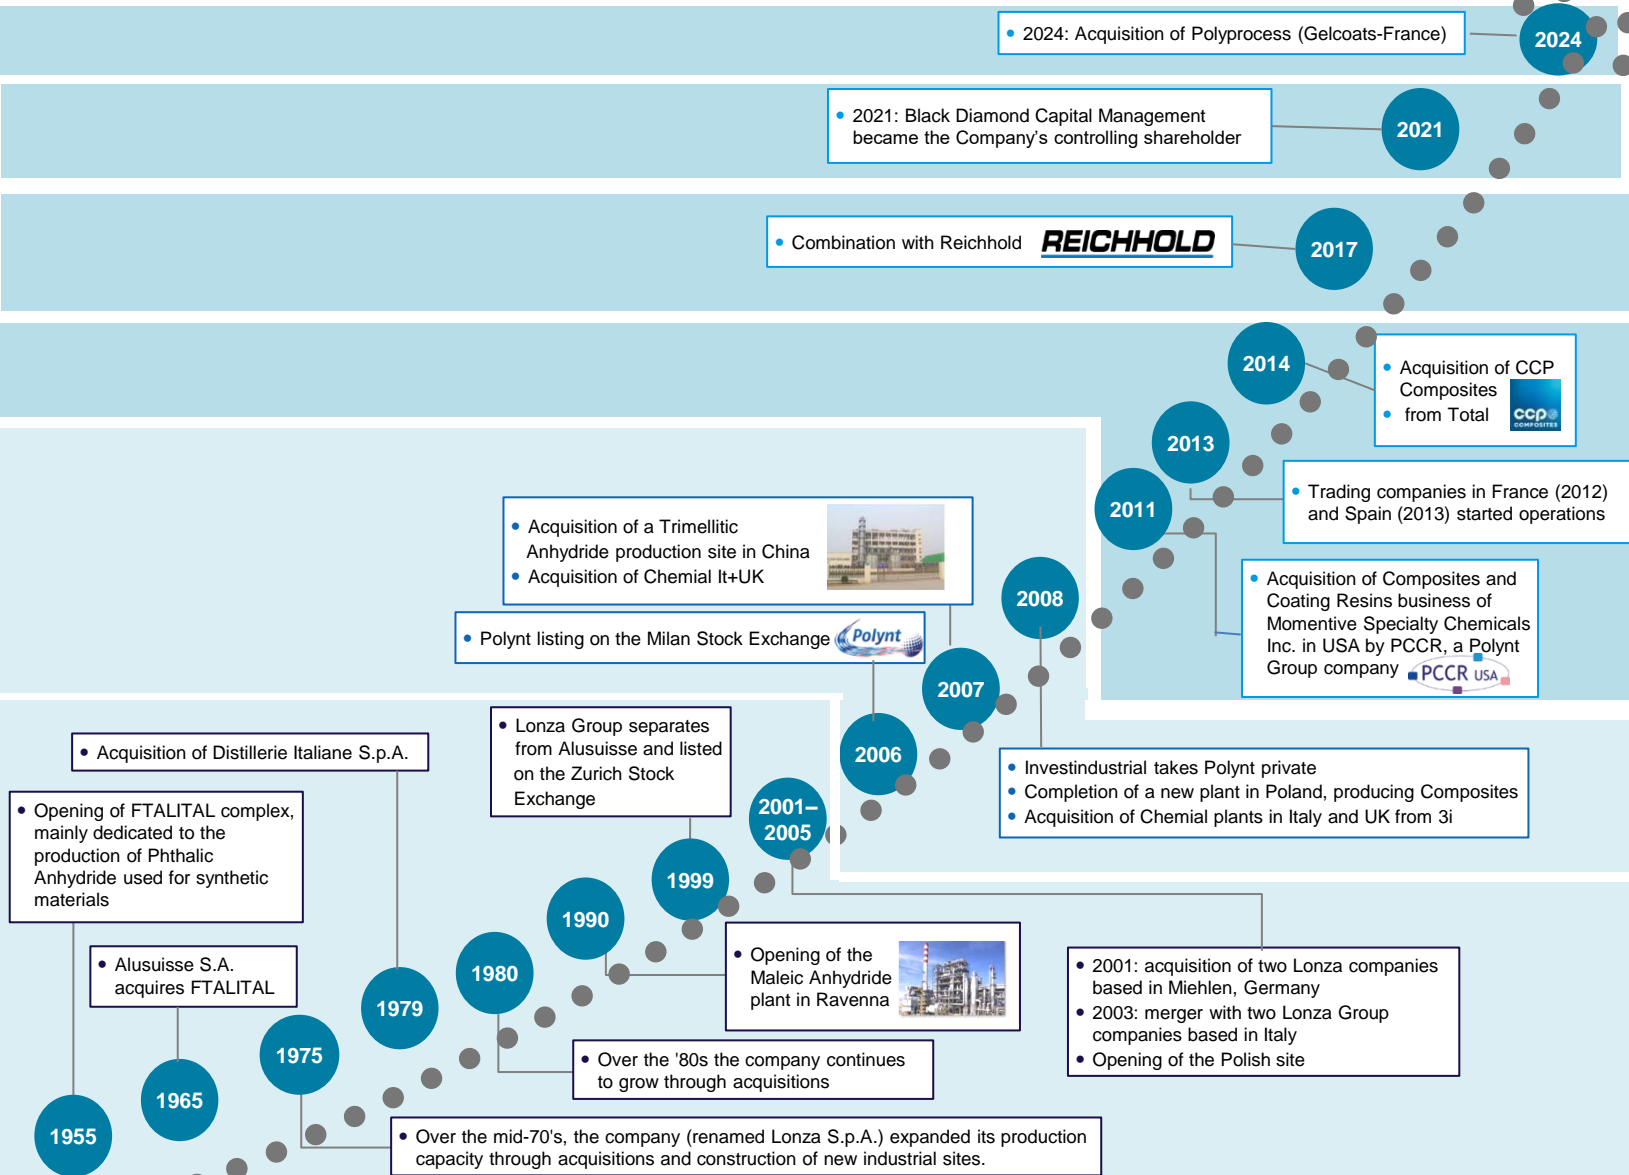 • 2024: Acquisition of Polyprocess (Gelcoats-France)
2024
• 2021: Black Diamond Capital Management
became the Company's controlling shareholder
2021
• Combination with Reichhold
REICHHOLD
2017
2014
• Acquisition of CCP
Composites
• from Total
ccp
COMPOSITES
2013
• Trading companies in France (2012)
and Spain (2013) started operations
2011
• Acquisition of Composites and
Coating Resins business of
Momentive Specialty Chemicals
Inc. in USA by PCCR, a Polynt
Group company
PCCR USA
• Acquisition of a Trimellitic
Anhydride production site in China
• Acquisition of Chemial It+UK
2008
• Polynt listing on the Milan Stock Exchange
Polynt
2007
2006
• Investindustrial takes Polynt private
• Completion of a new plant in Poland, producing Composites
• Acquisition of Chemial plants in Italy and UK from 3i
• Lonza Group separates
from Alusuisse and listed
on the Zurich Stock
Exchange
• Acquisition of Distillerie Italiane S.p.A.
2001–
2005
• Opening of FTALITAL complex,
mainly dedicated to the
production of Phthalic
Anhydride used for synthetic
materials
1999
1990
• Opening of the
Maleic Anhydride
plant in Ravenna
• 2001: acquisition of two Lonza companies
based in Miehlen, Germany
• 2003: merger with two Lonza Group
companies based in Italy
• Opening of the Polish site
• Alusuisse S.A.
acquires FTALITAL
1980
1979
1975
• Over the '80s the company continues
to grow through acquisitions
1965
1955
• Over the mid-70's, the company (renamed Lonza S.p.A.) expanded its production
capacity through acquisitions and construction of new industrial sites.